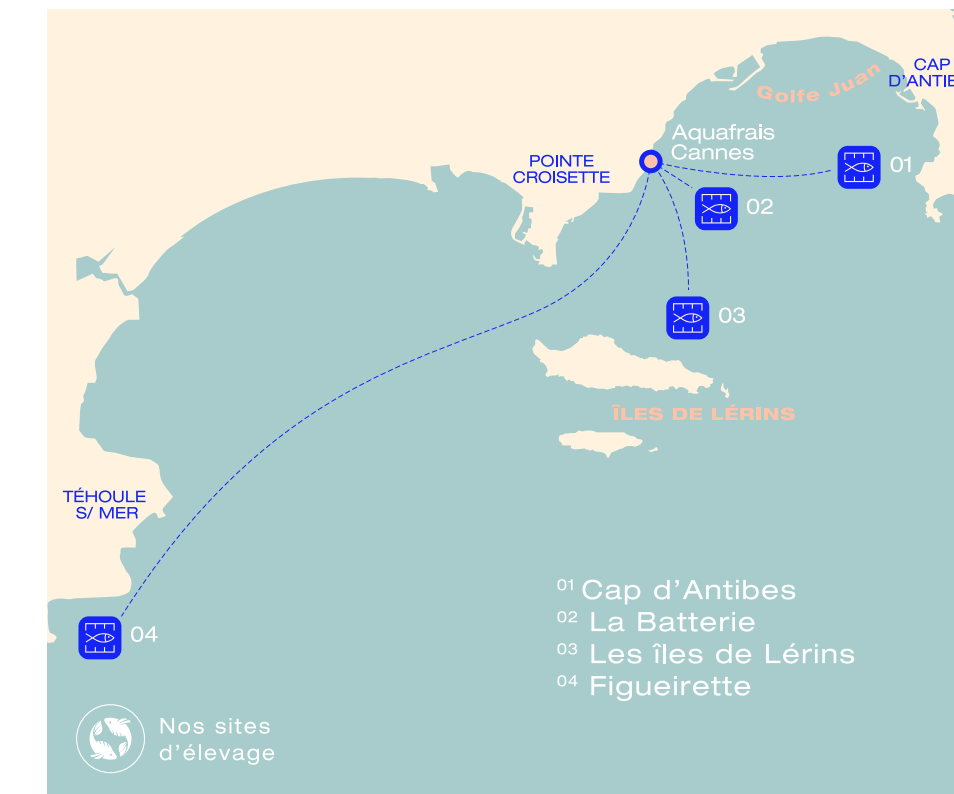 CAP
D'ANTIB
Golfe Juan
Aquafrais
Cannes
POINTE
CROISETTE
01
02
03
ÎLES DE LÉRINS
TÉHOULE
S/ MER
04
01 Cap d'Antibes
02 La Batterie
03 Les îles de Lérins
04 Figueirette
Nos sites
d'élevage